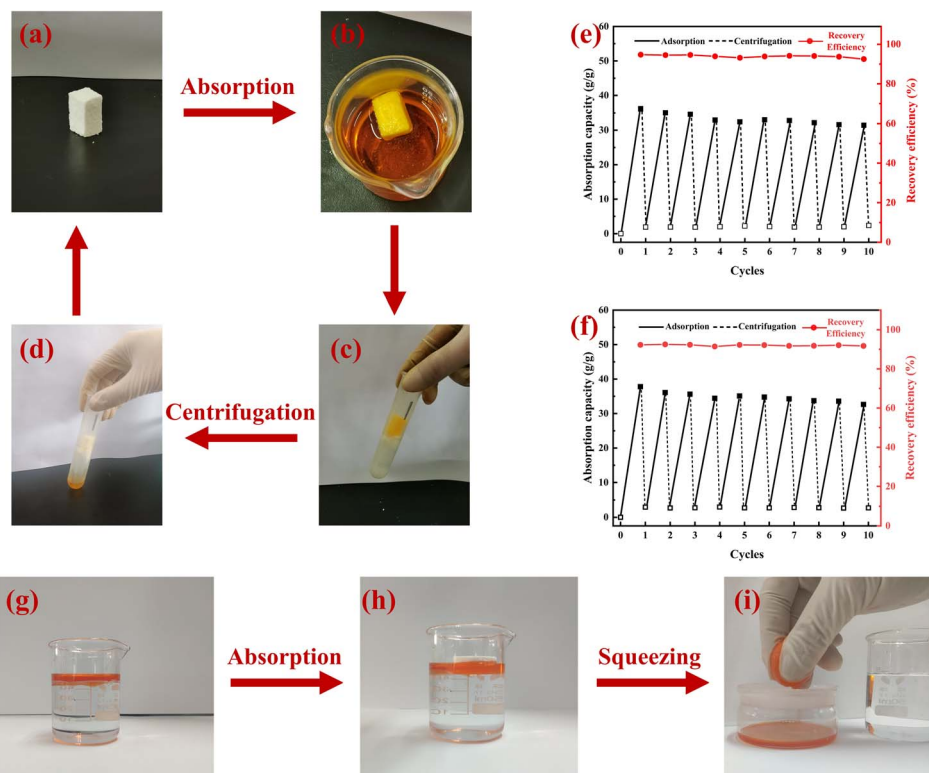 (a)
(b)
Absorption
(c)
(d)
Centrifugation
(e)
Adsorption
Centrifugation
Recovery
Efficiency
Absorption capacity (g/g)
60
50
40
30
20
10
0
Recovery efficiency (%)
100
80
60
40
20
0
0 1 2 3 4 5 6 7 8 9 10
Cycles
(f)
Adsorption
Centrifugation
Recovery
Efficiency
Absorption capacity (g/g)
60
50
40
30
20
10
0
Recovery efficiency (%)
100
80
60
40
20
0
0 1 2 3 4 5 6 7 8 9 10
Cycles
(g)
Absorption
(h)
Squeezing
(i)